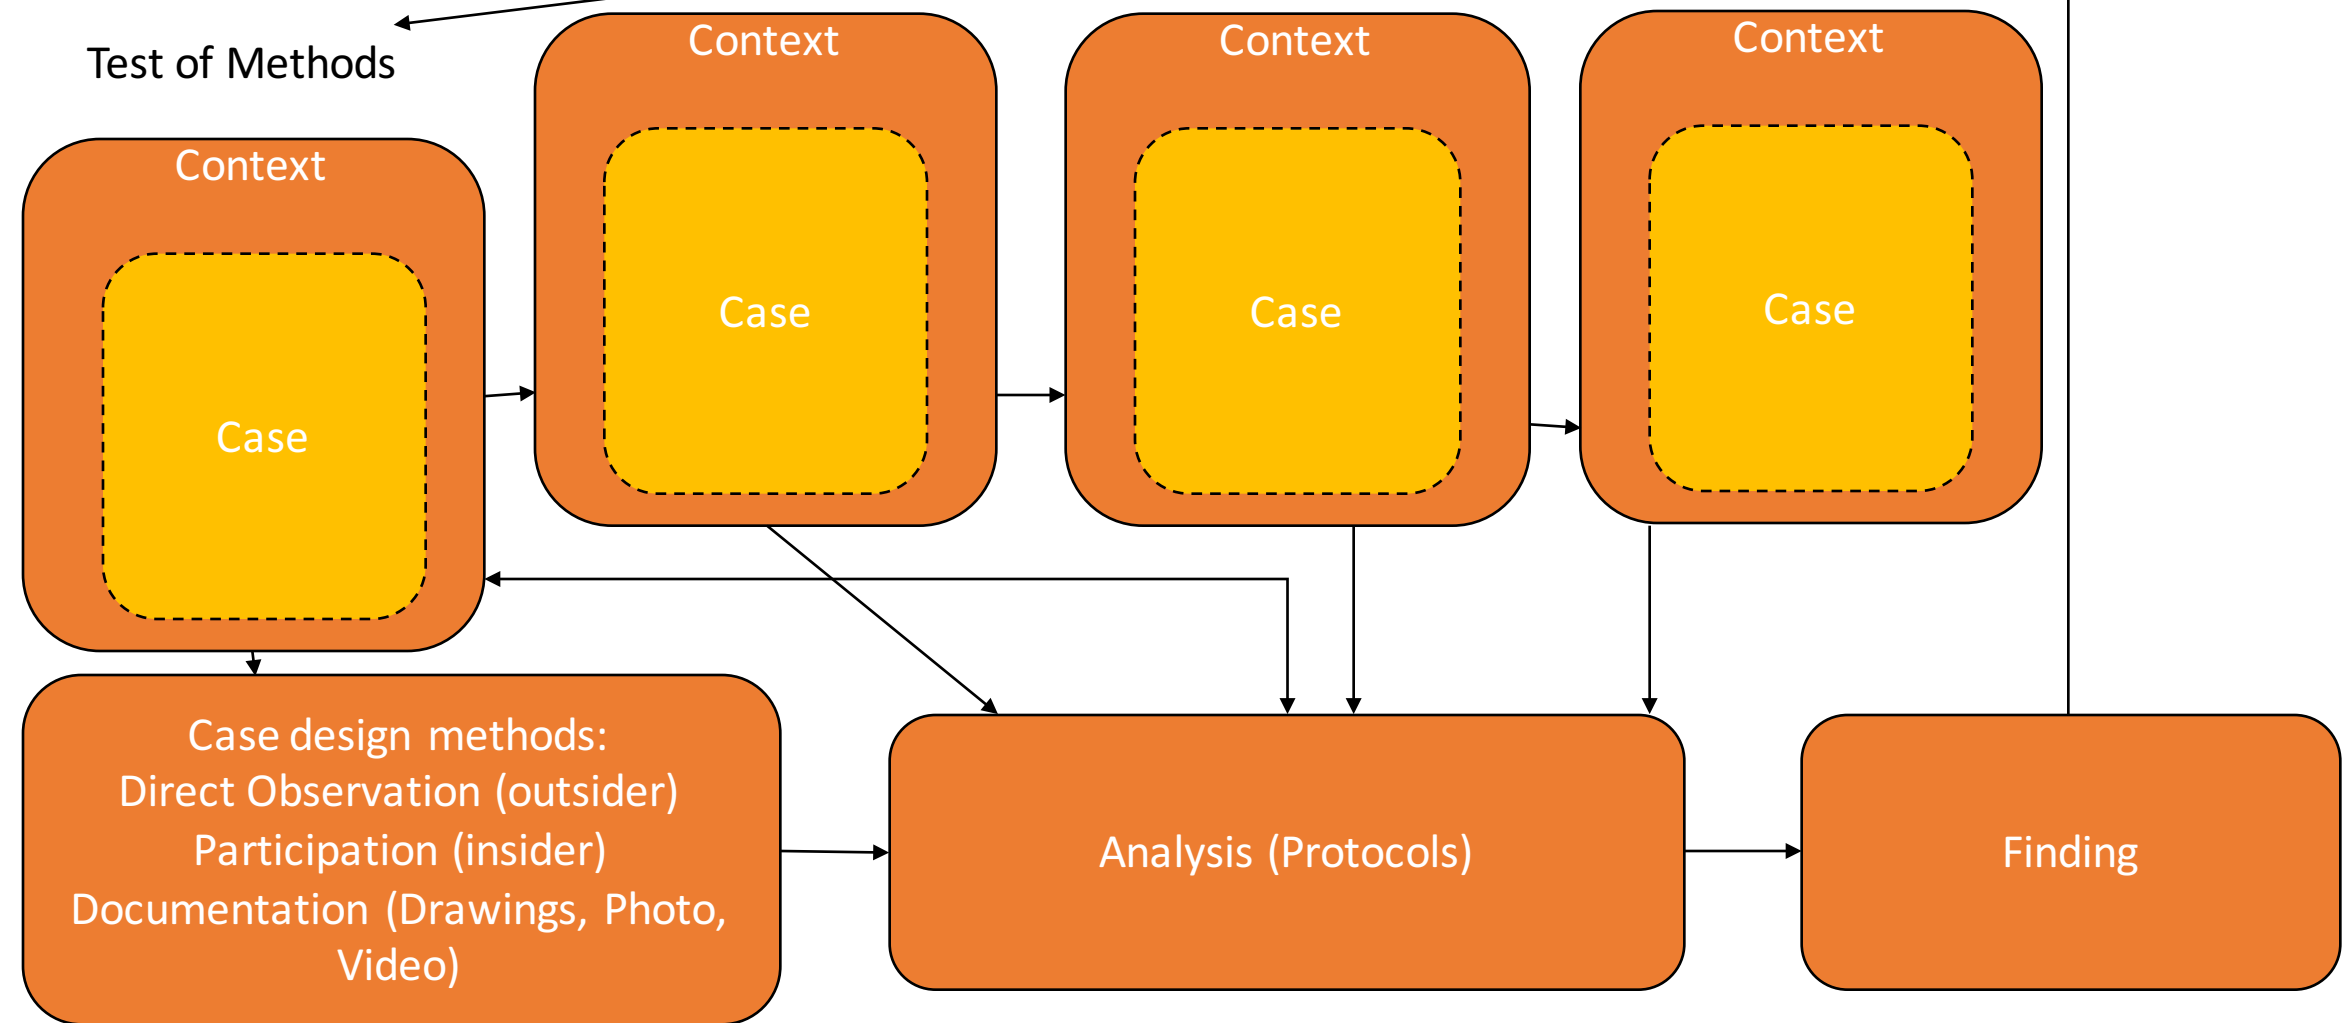 Test of Methods
Context
Case
Context
Case
Context
Case
Context
Case
Case design methods:
Direct Observation (outsider)
Participation (insider)
Documentation (Drawings, Photo,
Video)
Analysis (Protocols)
Finding